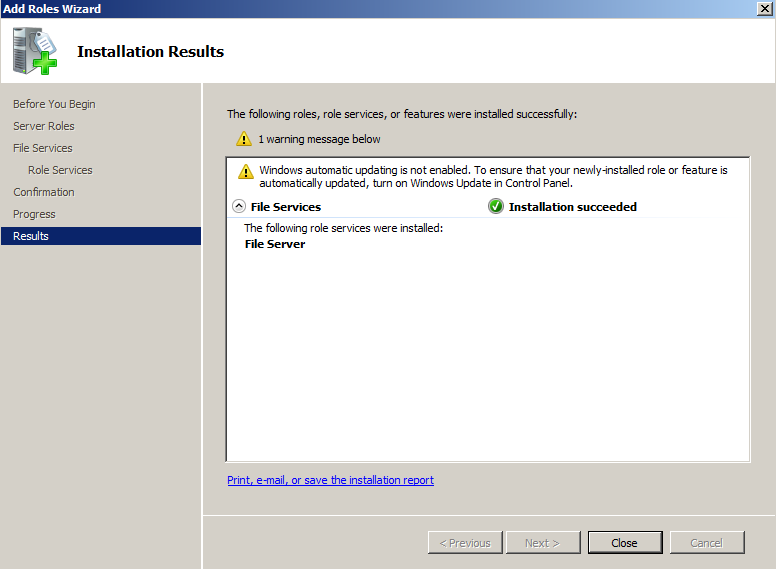 Add Roles Wizard
Installation Results
Before You Begin
Server Roles
File Services
Role Services
Confirmation
Progress
Results
The following roles, role services, or features were installed successfully:
1 warning message below
Windows automatic updating is not enabled. To ensure that your newly-installed role or feature is
automatically updated, turn on Windows Update in Control Panel.
File Services Installation succeeded
The following role services were installed:
File Server
Print, e-mail, or save the installation report
< Previous Next > Close Cancel